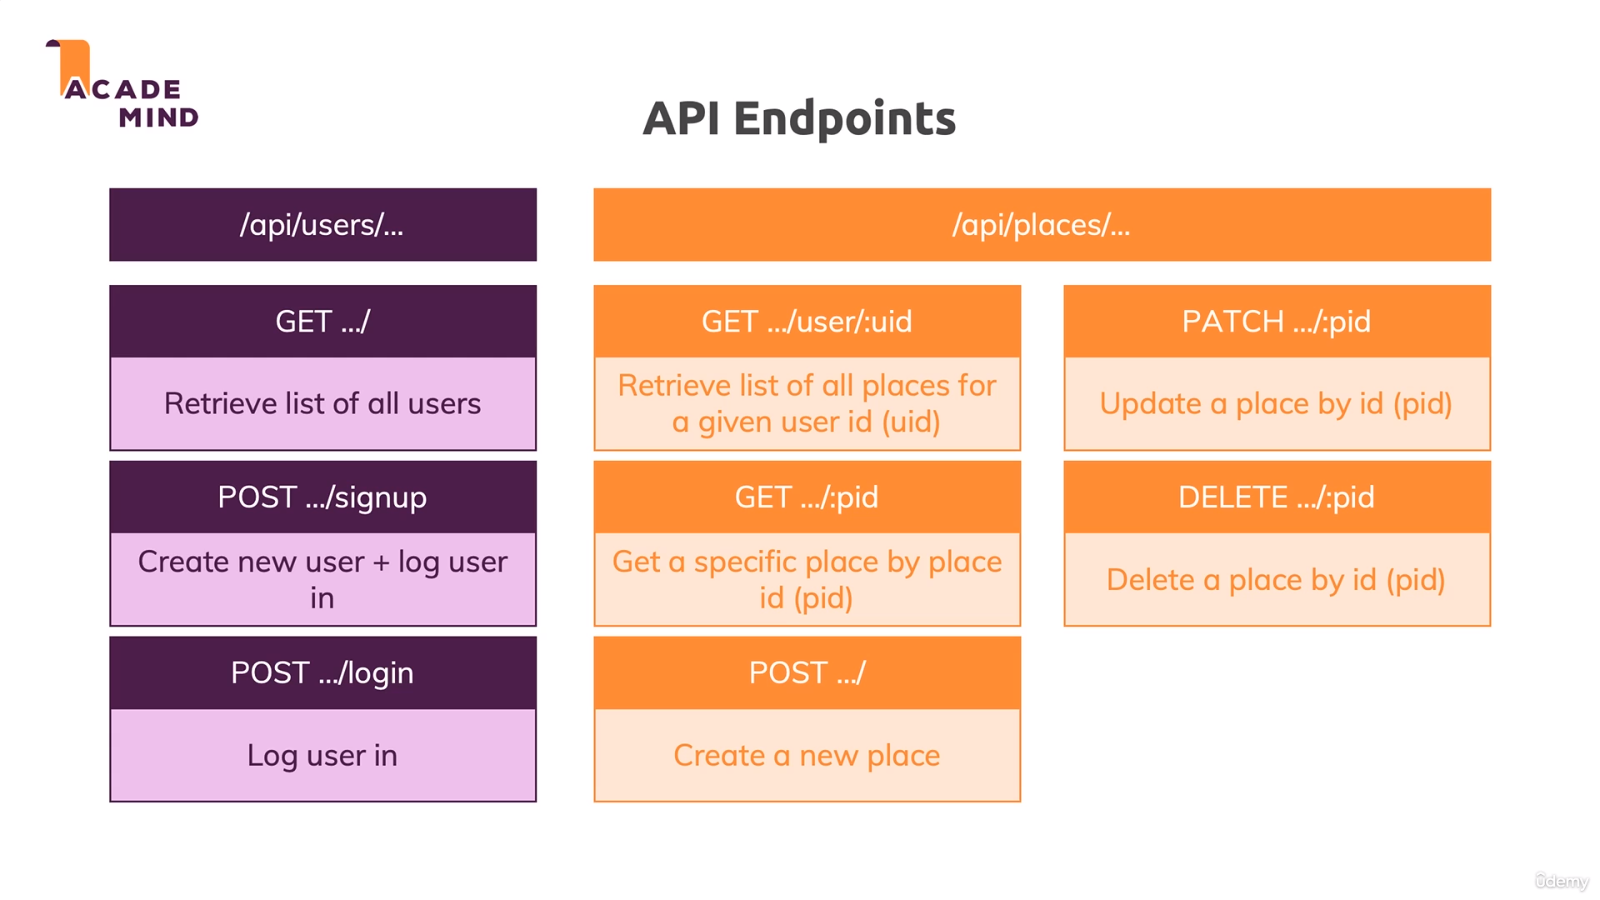 ACADE
MIND
API Endpoints
/api/users/...
GET .../
Retrieve list of all users
POST .../signup
Create new user + log user
in
POST .../login
Log user in
/api/places/...
GET .../user/:uid
Retrieve list of all places for
a given user id (uid)
GET .../:pid
Get a specific place by place
id (pid)
POST .../
Create a new place
PATCH .../:pid
Update a place by id (pid)
DELETE .../:pid
Delete a place by id (pid)
ûdemy